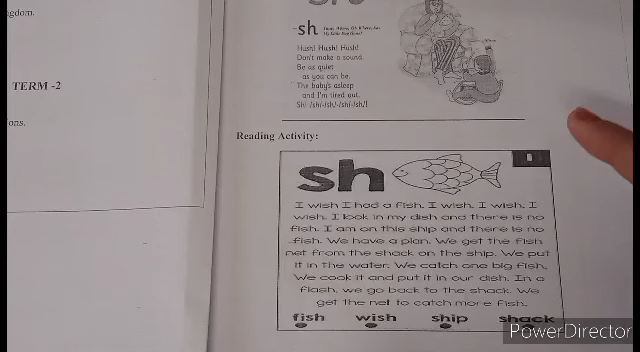 gdom.
TERM -2
ons.
sh
Hush! Hush! Hush!
Don't make a sound.
Be as quiet
as you can be.
The baby's asleep
and I'm tired out.
Sh! /sh/-/sh/-/sh/-/sh/!
Reading Activity:
sh
I wish I had a fish. I wish. I wish. I
wish. I look in my dish and there is no
fish. I am on this ship and there is no
fish. We have a plan. We get the fish
net from the shack on the ship. We put
it in the water. We catch one big fish.
We cook it and put it in our dish. In a
flash, we go back to the shack. We
get the net to catch more fish.
fish wish ship shack
PowerDirector